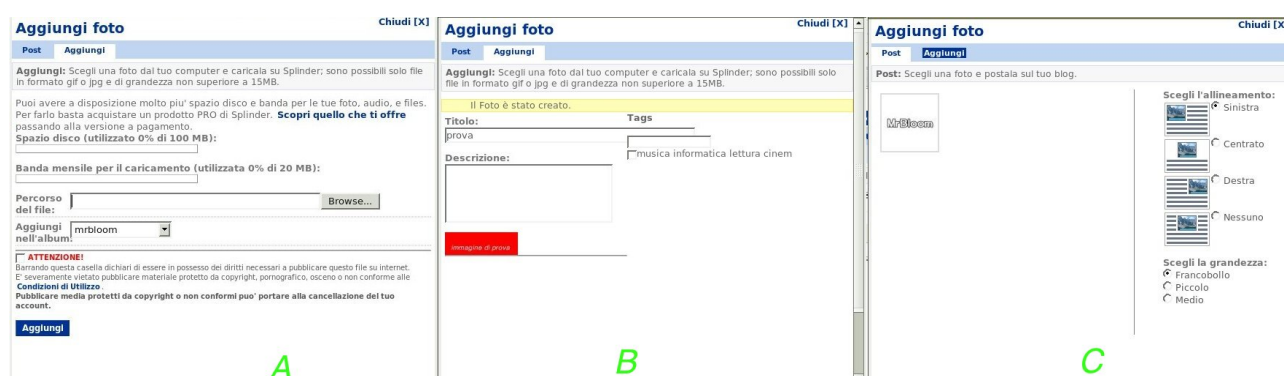 Chiudi [X]
Aggiungi foto
Post Aggiungi
Aggiungi: Scegli una foto dal tuo computer e caricala su Splinder; sono possibili solo file
in formato gif o jpg e di grandezza non superiore a 15MB.
Puoi avere a disposizione molto piu' spazio disco e banda per le tue foto, audio, e files.
Per farlo basta acquistare un prodotto PRO di Splinder. Scopri quello che ti offre
passando alla versione a pagamento.
Spazio disco (utilizzato 0% di 100 MB):
Banda mensile per il caricamento (utilizzata 0% di 20 MB):
Percorso
del file:
Browse...
Aggiungi
nell'album:
mrbloom
ATTENZIONE!
Barrando questa casella dichiari di essere in possesso dei diritti necessari a pubblicare questo file su internet.
E' severamente vietato pubblicare materiale protetto da copyright, pornografico, osceno o non conforme alle
Condizioni di Utilizzo.
Pubblicare media protetti da copyright o non conformi puo' portare alla cancellazione del tuo
account.
Aggiungi
A
Chiudi [X]
Aggiungi foto
Post Aggiungi
Aggiungi: Scegli una foto dal tuo computer e caricala su Splinder; sono possibili solo
file in formato gif o jpg e di grandezza non superiore a 15MB.
Il Foto è stato creato.
Titolo:
prova
Tags
musica informatica lettura cinem
Descrizione:
immagine di prova
B
Chiudi [X
Aggiungi foto
Post Aggiungi
Post: Scegli una foto e postala sul tuo blog.
MrBloom
Scegli l'allineamento:
Sinistra
Centrato
Destra
Nessuno
Scegli la grandezza:
Francobollo
Piccolo
Medio
C